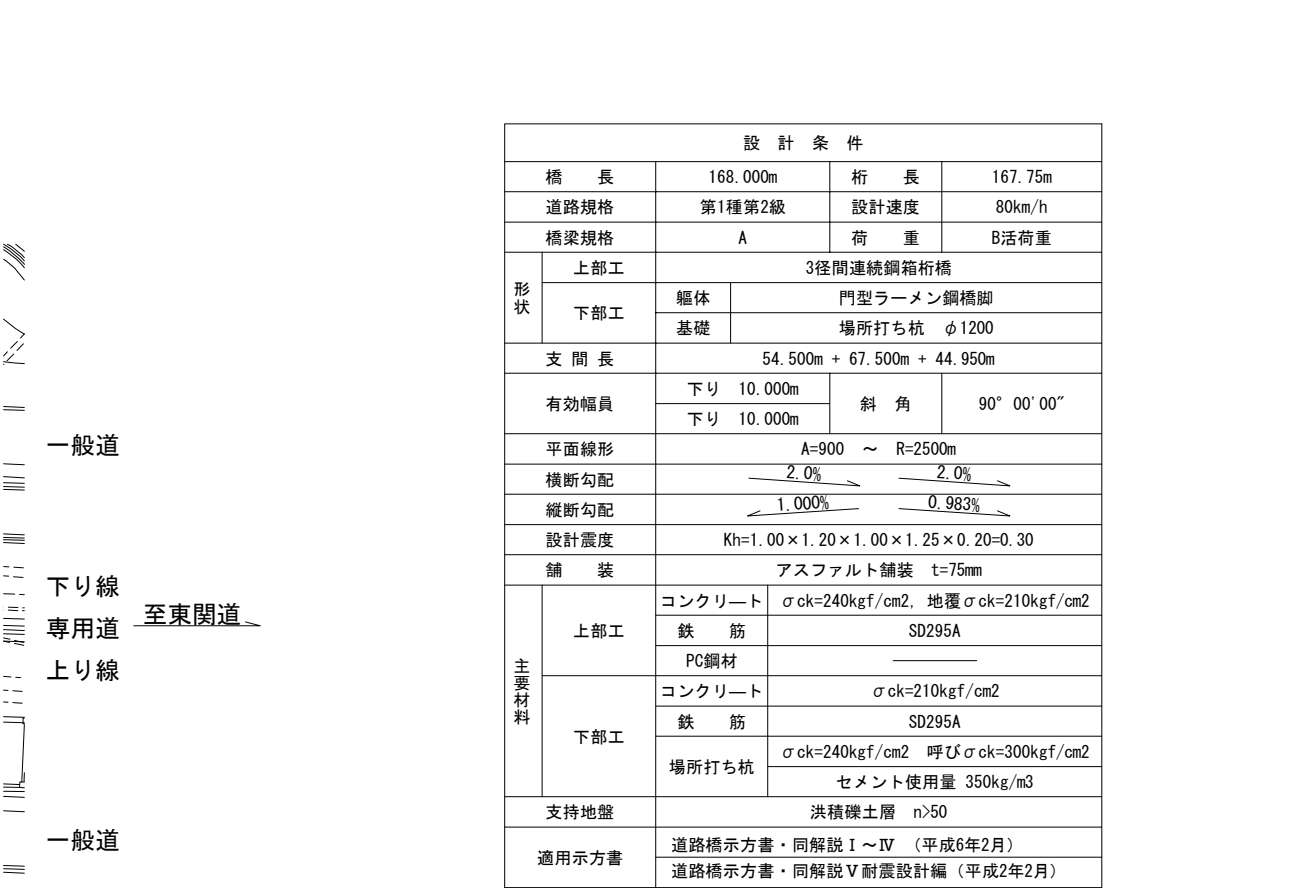 一般道
下り線
専用道 至東関道
上り線
一般道
設計条件
橋長 168.000m 桁長 167.75m
道路規格 第1種第2級 設計速度 80km/h
橋梁規格 A 荷重 B活荷重
形状 上部工 3径間連続鋼箱桁橋
下部工 躯体 門型ラーメン鋼橋脚
基礎 場所打ち杭 φ1200
支間長 54.500m + 67.500m + 44.950m
有効幅員 下り 10.000m 斜角 90°00'00″
下り 10.000m
平面線形 A=900 ～ R=2500m
横断勾配 2.0% 2.0%
縦断勾配 1.000% 0.983%
設計震度 Kh=1.00×1.20×1.00×1.25×0.20=0.30
舗装 アスファルト舗装 t=75mm
主要材料 上部工 コンクリート σck=240kgf/cm2, 地覆σck=210kgf/cm2
鉄筋 SD295A
PC鋼材 ―――
下部工 コンクリート σck=210kgf/cm2
鉄筋 SD295A
場所打ち杭 σck=240kgf/cm2 呼びσck=300kgf/cm2
セメント使用量 350kg/m3
支持地盤 洪積礫土層 n>50
適用示方書 道路橋示方書・同解説Ⅰ～Ⅳ （平成6年2月）
道路橋示方書・同解説Ⅴ耐震設計編（平成2年2月）